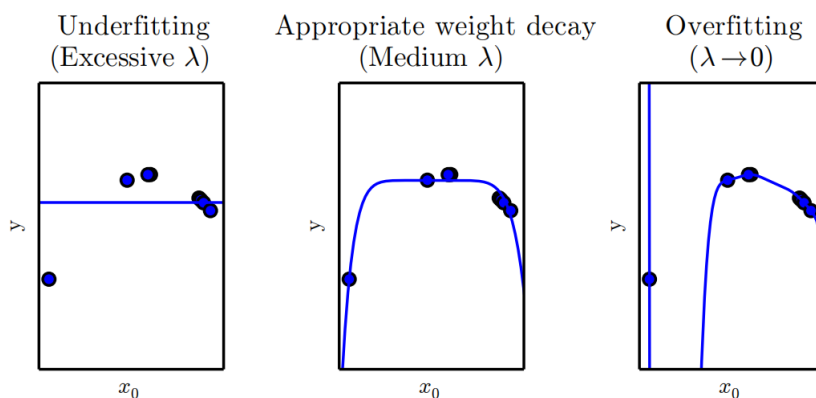 Underfitting
(Excessive λ)
Appropriate weight decay
(Medium λ)
Overfitting
(λ→0)
y
x₀
y
x₀
y
x₀